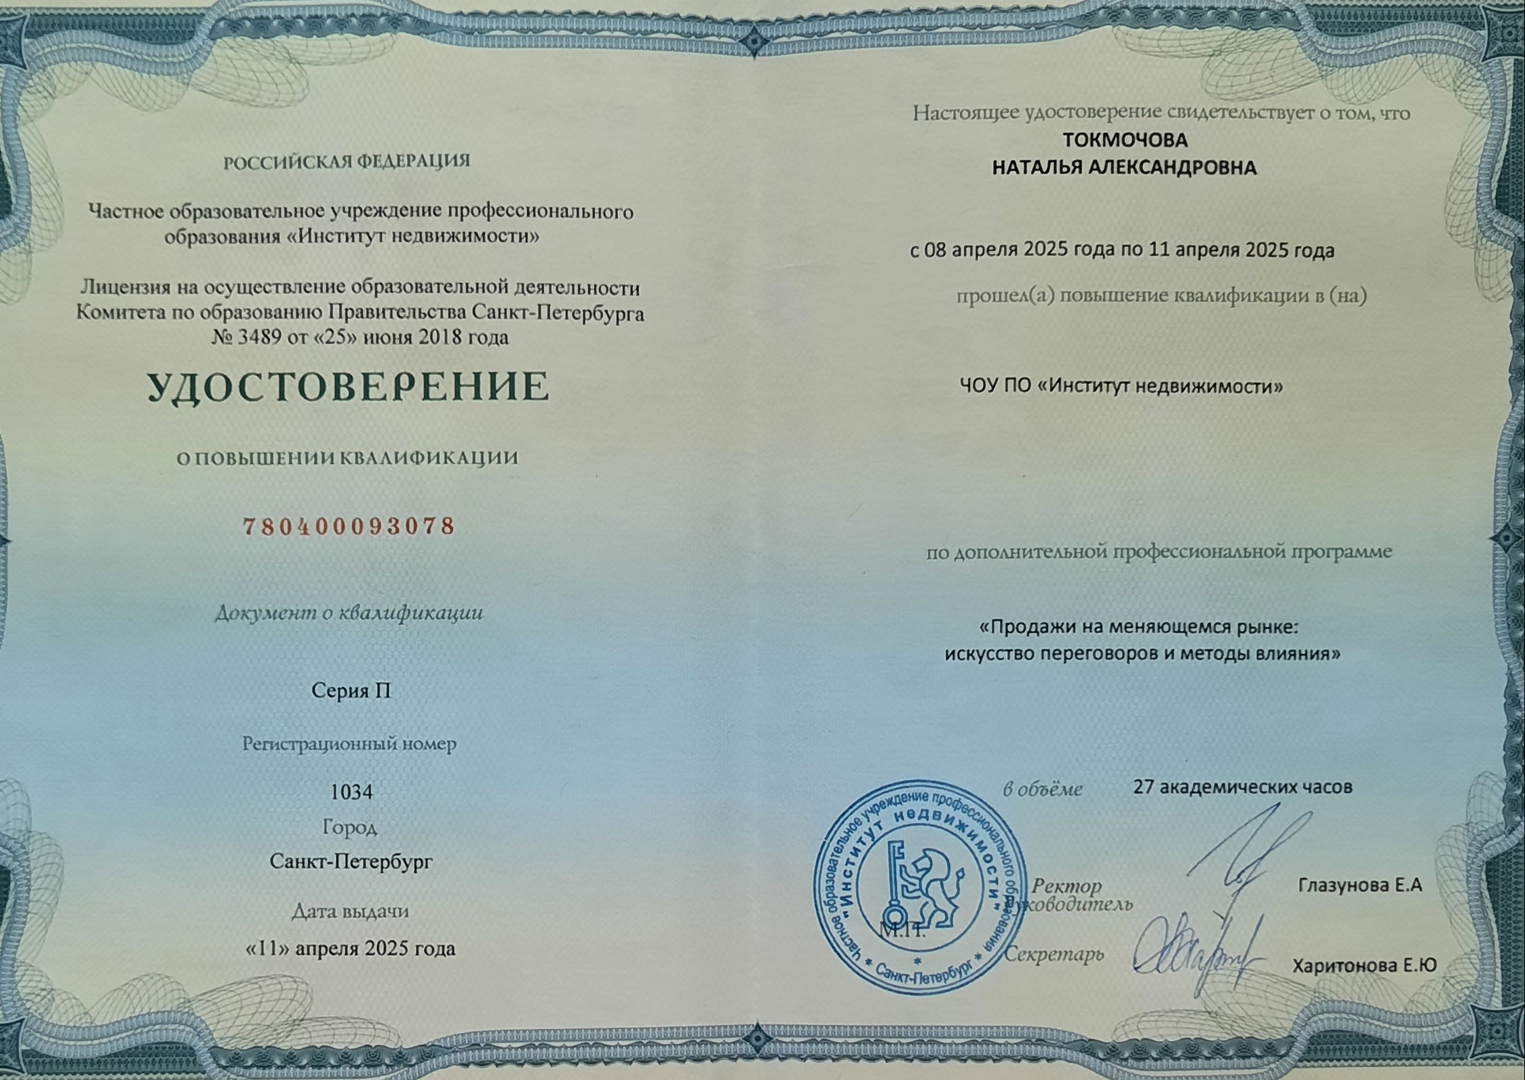 РОССИЙСКАЯ ФЕДЕРАЦИЯ
Частное образовательное учреждение профессионального
образования «Институт недвижимости»
Лицензия на осуществление образовательной деятельности
Комитета по образованию Правительства Санкт-Петербурга
№ 3489 от «25» июня 2018 года
УДОСТОВЕРЕНИЕ
О ПОВЫШЕНИИ КВАЛИФИКАЦИИ
780400093078
Документ о квалификации
Серия П
Регистрационный номер
1034
Город
Санкт-Петербург
Дата выдачи
«11» апреля 2025 года
Настоящее удостоверение свидетельствует о том, что
ТОКМОЧОВА
НАТАЛЬЯ АЛЕКСАНДРОВНА
с 08 апреля 2025 года по 11 апреля 2025 года
прошел(а) повышение квалификации в (на)
ЧОУ ПО «Институт недвижимости»
по дополнительной профессиональной программе
«Продажи на меняющемся рынке:
искусство переговоров и методы влияния»
в объёме 27 академических часов
Ректор Глазунова Е.А
Руководитель
Секретарь Харитонова Е.Ю
М.П.
Частное образовательное учреждение профессионального образования
"Институт недвижимости"
* Санкт-Петербург *